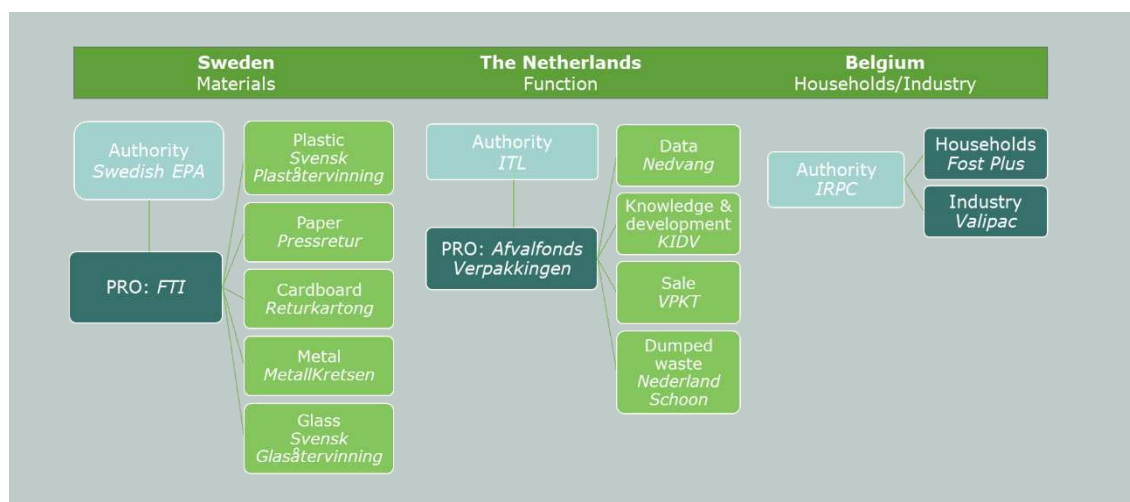 Sweden
Materials
The Netherlands
Function
Belgium
Households/Industry
Authority
Swedish EPA
PRO: FTI
Plastic
Svensk
Plaståtervinning
Paper
Pressretur
Cardboard
Returkartong
Metal
MetallKretsen
Glass
Svensk
Glasåtervinning
Authority
ITL
PRO: Afvalfonds
Verpakkingen
Data
Nedvang
Knowledge &
development
KIDV
Sale
VPKT
Dumped
waste
Nederland
Schoon
Authority
IRPC
Households
Fost Plus
Industry
Valipac